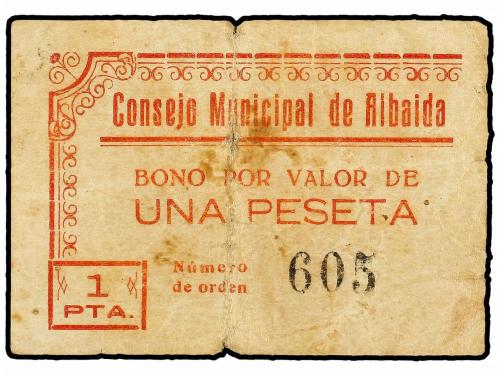 Consejo Municipal de Albaida
BONO POR VALOR DE
UNA PESETA
Número
de orden
605
1
PTA.